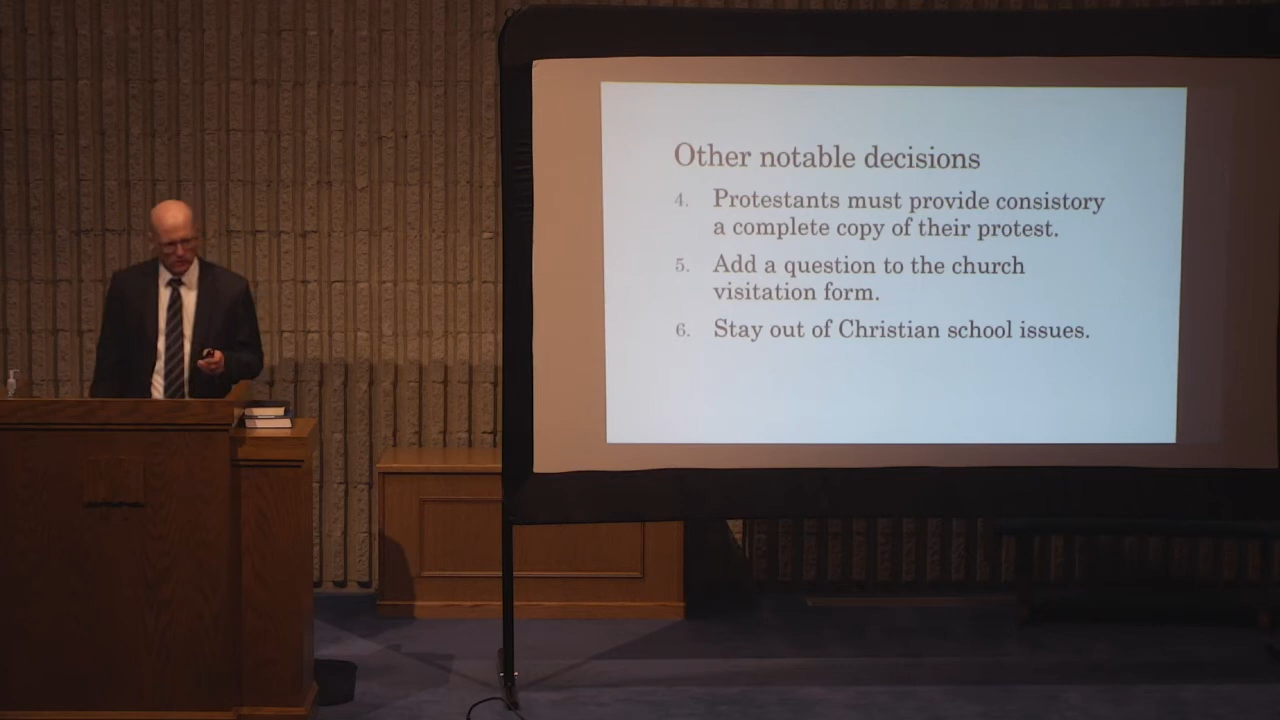 Other notable decisions
4. Protestants must provide consistory
a complete copy of their protest.
5. Add a question to the church
visitation form.
6. Stay out of Christian school issues.